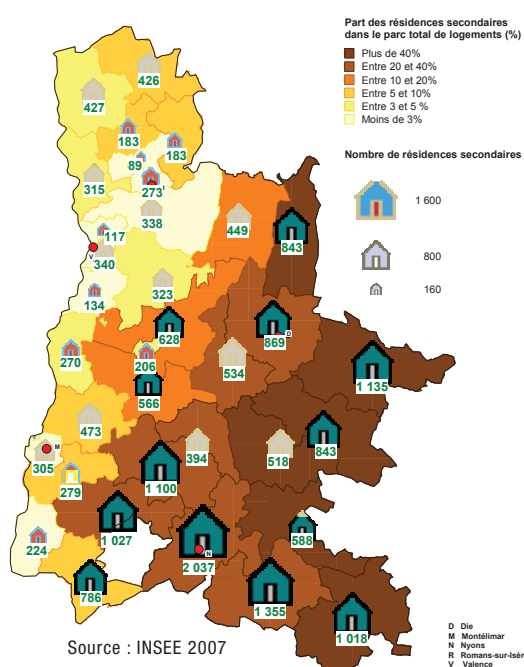 Part des résidences secondaires
dans le parc total de logements (%)
Plus de 40%
Entre 20 et 40%
Entre 10 et 20%
Entre 5 et 10%
Entre 3 et 5 %
Moins de 3%
Nombre de résidences secondaires
1 600
800
160
426
427
183
183
89
273
315
338
449
843
117
V
340
323
134
628
869
D
270
206
534
1 135
566
473
394
518
843
M
305
279
1 100
1 027
588
224
2 037
N
786
1 355
1 018
Source : INSEE 2007
D Die
M Montélimar
N Nyons
R Romans-sur-Isèr
V Valence